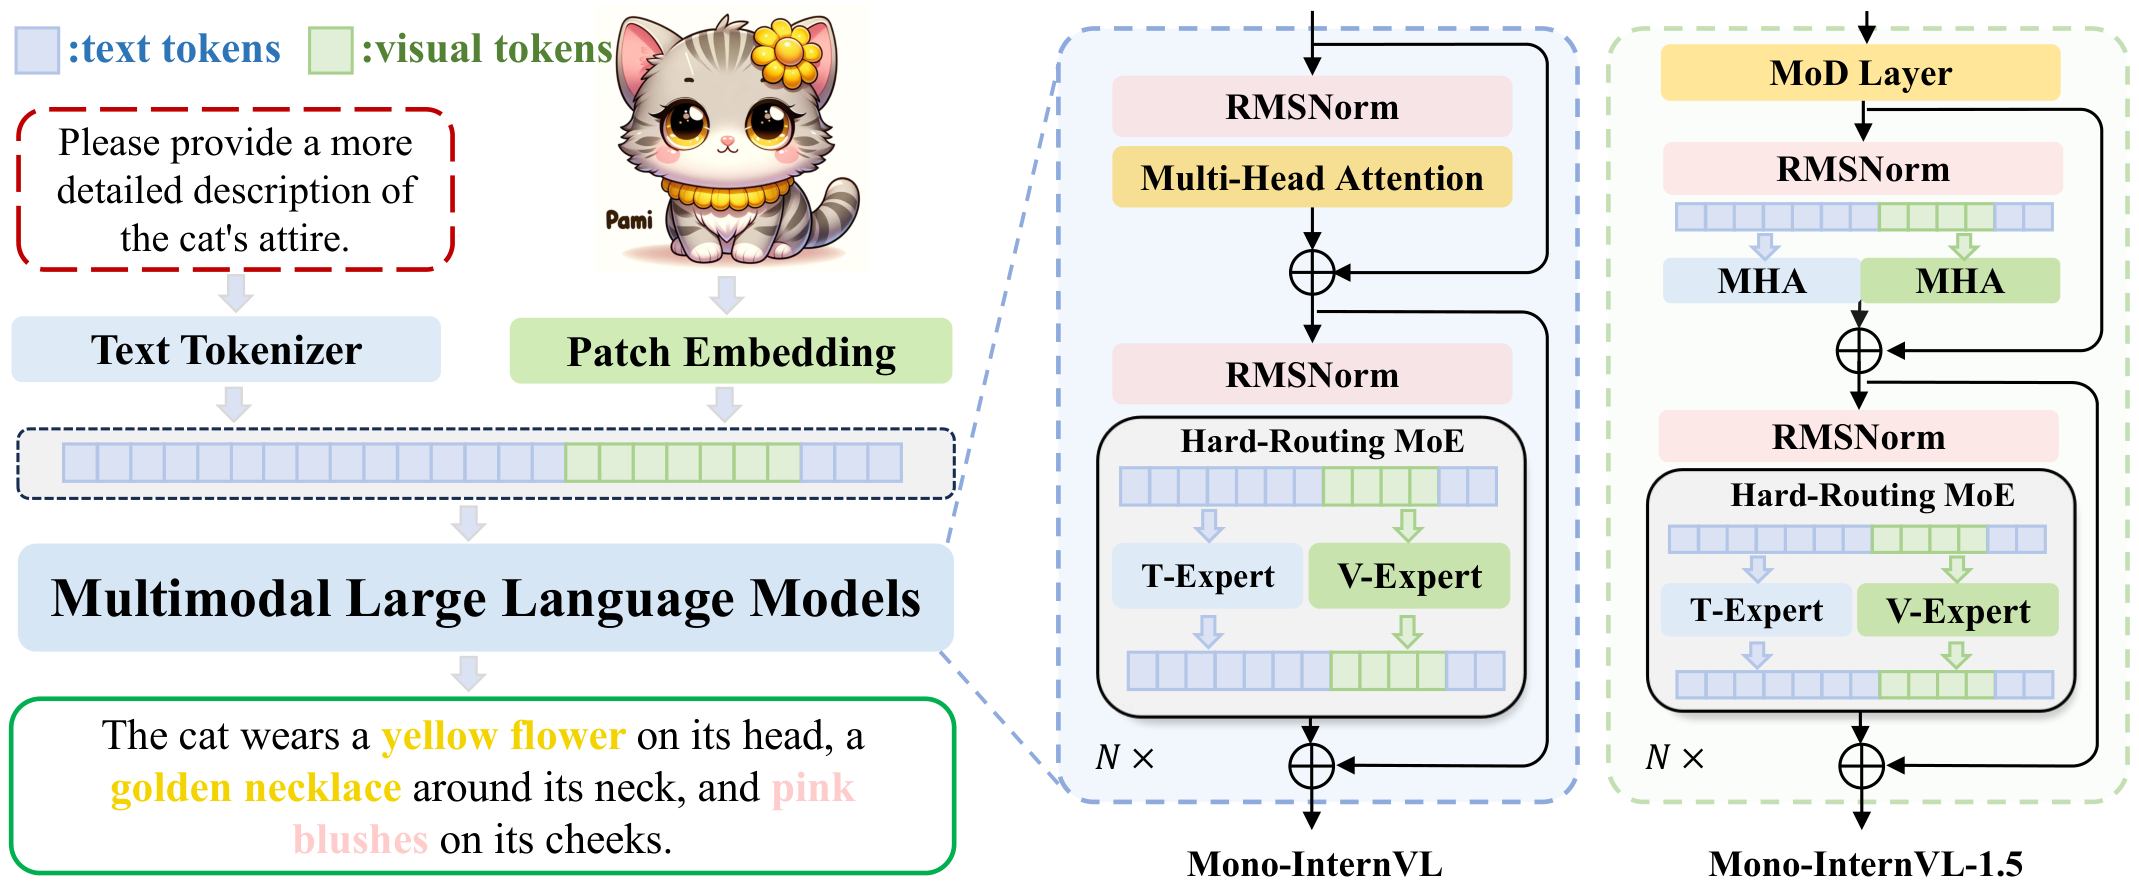 :text tokens
:visual tokens
Please provide a more
detailed description of
the cat's attire.
Pami
Text Tokenizer
Patch Embedding
Multimodal Large Language Models
The cat wears a yellow flower on its head, a
golden necklace around its neck, and pink
blushes on its cheeks.
RMSNorm
Multi-Head Attention
RMSNorm
Hard-Routing MoE
T-Expert
V-Expert
N ×
Mono-InternVL
MoD Layer
RMSNorm
MHA
MHA
RMSNorm
Hard-Routing MoE
T-Expert
V-Expert
N ×
Mono-InternVL-1.5